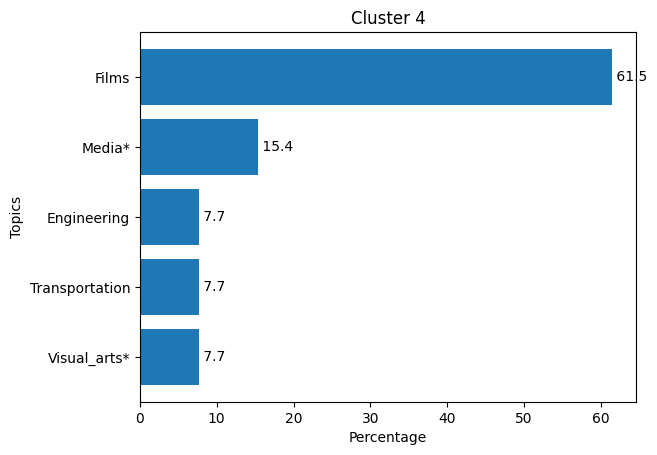 Cluster 4
Films 61.5
Media* 15.4
Engineering 7.7
Transportation 7.7
Visual_arts* 7.7
Topics
0 10 20 30 40 50 60
Percentage